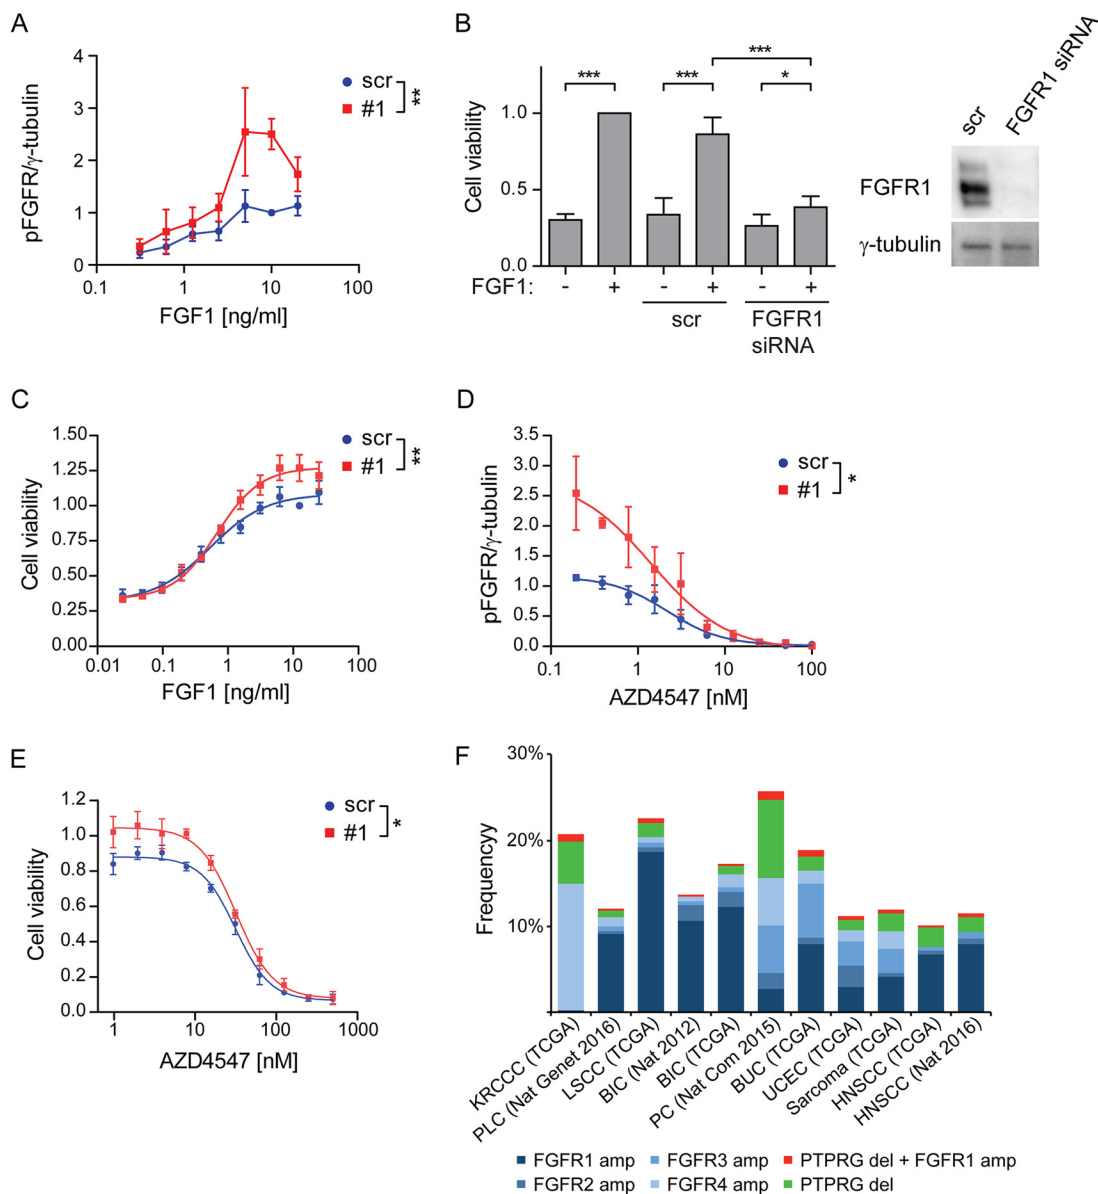 A
pFGFR/γ-tubulin
4
3
2
1
0
0.1
1
10
100
FGF1 [ng/ml]
scr
#1
**
B
Cell viability
1.0
0.5
0.0
***
***
***
*
FGF1:
-
+
-
+
-
+
scr
FGFR1
siRNA
scr
FGFR1 siRNA
FGFR1
γ-tubulin
C
Cell viability
1.50
1.25
1.00
0.75
0.50
0.25
0.00
0.01
0.1
1
10
100
FGF1 [ng/ml]
scr
#1
**
D
pFGFR/γ-tubulin
3.5
3.0
2.5
2.0
1.5
1.0
0.5
0.0
0.1
1
10
100
AZD4547 [nM]
scr
#1
*
E
Cell viability
1.2
1.0
0.8
0.6
0.4
0.2
0.0
1
10
100
1000
AZD4547 [nM]
scr
#1
*
F
Frequencyy
30%
20%
10%
KRCCC (TCGA)
PLC (Nat Genet 2016)
LSCC (TCGA)
BIC (Nat 2012)
BIC (TCGA)
PC (Nat Com 2015)
BUC (TCGA)
UCEC (TCGA)
Sarcoma (TCGA)
HNSCC (TCGA)
HNSCC (Nat 2016)
FGFR1 amp
FGFR3 amp
PTPRG del + FGFR1 amp
FGFR2 amp
FGFR4 amp
PTPRG del